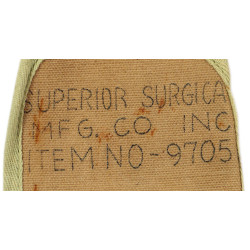 SUPERIOR SURGICA
MFG. CO. INC
ITEM NO-9705